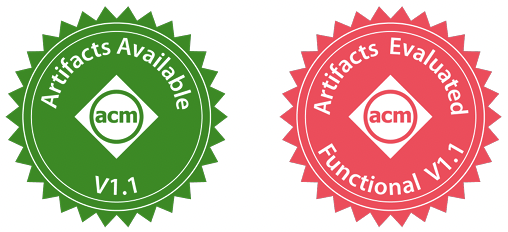 Artifacts Available
acm
V1.1
Artifacts Evaluated
acm
Functional V1.1